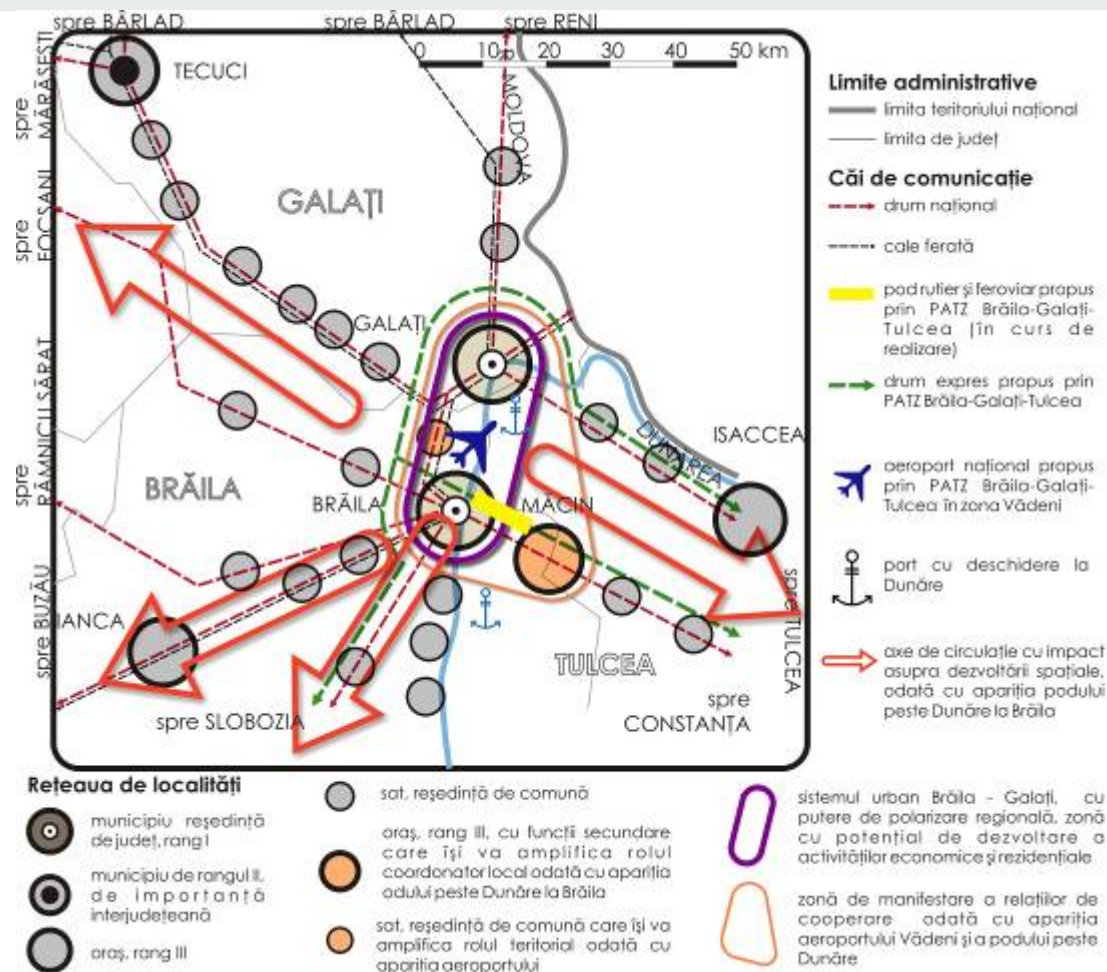 spre BÂRLAD
spre BÂRLAD
spre RENI
0 10 20 30 40 50 km
TECUCI
spre MĂRĂȘEȘTI
R. MOLDOVA
GALAȚI
spre FOCȘANI
GALAȚI
spre RÂMNICUL SĂRAT
DUNĂREA
ISACCEA
BRĂILA
BRĂILA
MĂCIN
spre BUZĂU
IANCA
spre TULCEA
TULCEA
spre SLOBOZIA
spre
CONSTANȚA
Limite administrative
limita teritoriului național
limita de județ
Căi de comunicație
drum național
cale ferată
pod rutier și feroviar propus
prin PATZ Brăila-Galați-
Tulcea (în curs de
realizare)
drum expres propus prin
PATZ Brăila-Galați-Tulcea
aeroport național propus
prin PATZ Brăila-Galați-
Tulcea în zona Vădeni
port cu deschidere la
Dunăre
axe de circulație cu impact
asupra dezvoltării spațiale,
odată cu apariția podului
peste Dunăre la Brăila
Rețeaua de localități
municipiu reședință
de județ, rang I
municipiu de rangul II,
de importanță
interjudețeană
oraș, rang III
sat, reședință de comună
oraș, rang III, cu funcții secundare
care își va amplifica rolul
coordonator local odată cu apariția
odului peste Dunăre la Brăila
sat, reședință de comună care își va
amplifica rolul teritorial odată cu
apariția aeroportului
sistemul urban Brăila - Galați, cu
putere de polarizare regională, zonă
cu potențial de dezvoltare a
activităților economice și rezidențiale
zonă de manifestare a relațiilor de
cooperare odată cu apariția
aeroportului Vădeni și a podului peste
Dunăre